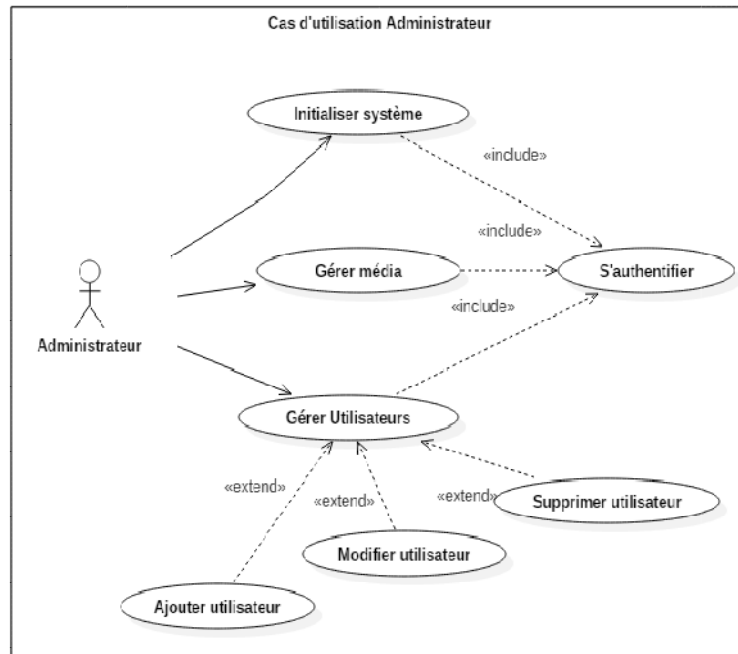 Cas d'utilisation Administrateur
Initialiser système
«include»
«include»
Gérer média
S'authentifier
«include»
Administrateur
Gérer Utilisateurs
«extend»
«extend»
«extend»
Supprimer utilisateur
Modifier utilisateur
Ajouter utilisateur